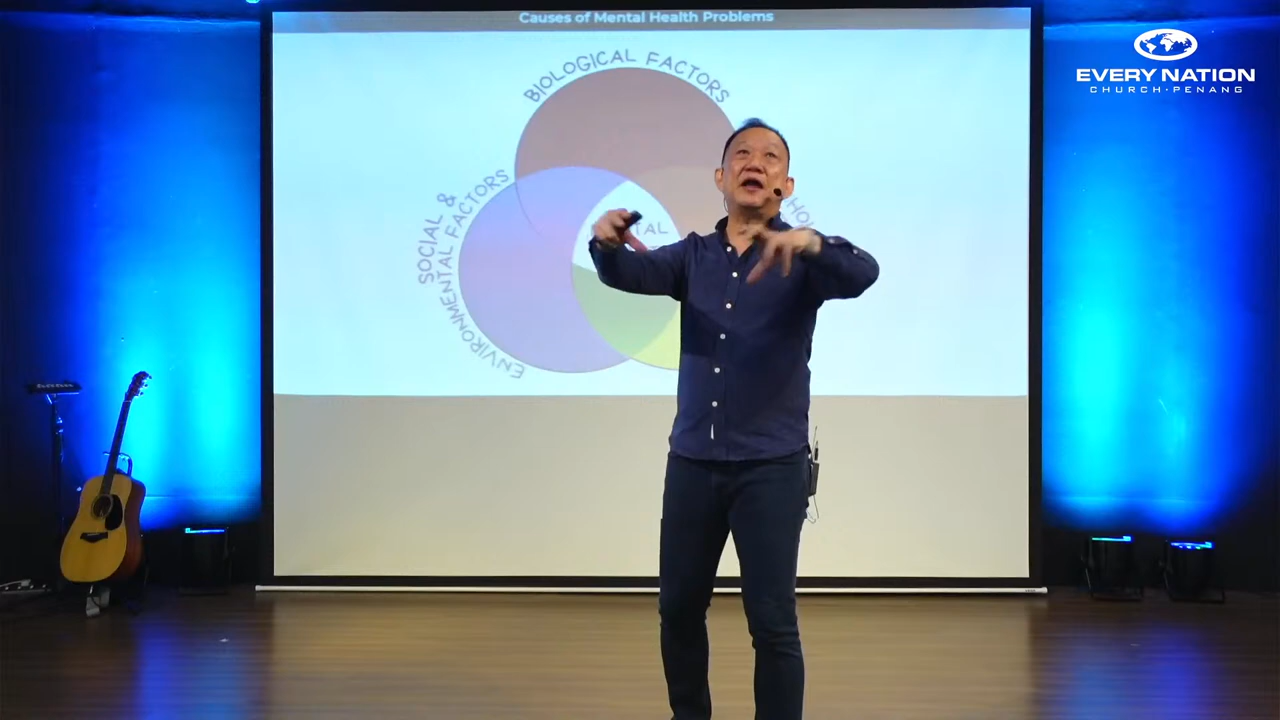 Causes of Mental Health Problems
BIOLOGICAL FACTORS
EVERY NATION
CHURCH • PENANG
SOCIAL &
ENVIRONMENTAL FACTORS